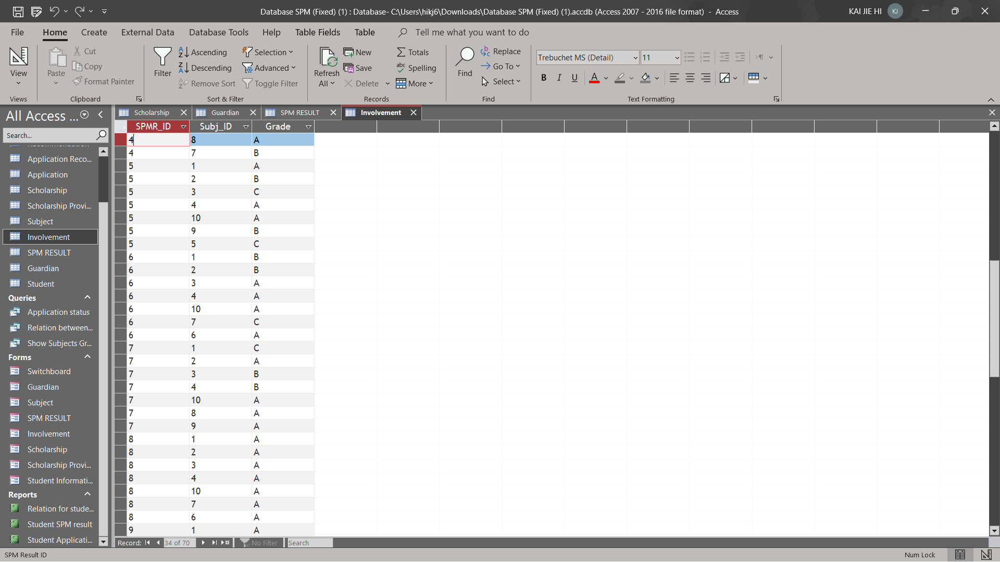 Database SPM (Fixed) (1) : Database- C:\Users\hikj6\Downloads\Database SPM (Fixed) (1).accdb (Access 2007 - 2016 file format) - Access
KAI JIE HI
KJ
File Home Create External Data Database Tools Help Table Fields Table Tell me what you want to do
View
Views
Paste
Cut
Copy
Format Painter
Clipboard
Filter
Ascending
Descending
Remove Sort
Selection
Advanced
Toggle Filter
Sort & Filter
Refresh
All
New
Save
Delete
Totals
Spelling
More
Records
Find
Replace
Go To
Select
Find
Trebuchet MS (Detail) 11
B I U A
Text Formatting
All Access ...
Search...
Application Reco...
Application
Scholarship
Scholarship Provi...
Subject
Involvement
SPM RESULT
Guardian
Student
Queries
Application status
Relation between...
Show Subjects Gr...
Forms
Switchboard
Guardian
Subject
SPM RESULT
Involvement
Scholarship
Scholarship Provi...
Student Informati...
Reports
Relation for stude...
Student SPM result
Student Applicati...
Scholarship Guardian SPM RESULT Involvement
SPMR_ID Subj_ID Grade
4 8 A
4 7 B
5 1 A
5 2 B
5 3 C
5 4 A
5 10 A
5 9 B
5 5 C
6 1 B
6 2 B
6 3 A
6 4 A
6 10 A
6 7 C
6 6 A
7 1 C
7 2 A
7 3 B
7 4 B
7 10 A
7 8 A
7 9 A
8 1 A
8 2 A
8 3 A
8 4 A
8 10 A
8 7 A
8 6 A
9 1 A
Record: 34 of 70 No Filter Search
SPM Result ID
Num Lock